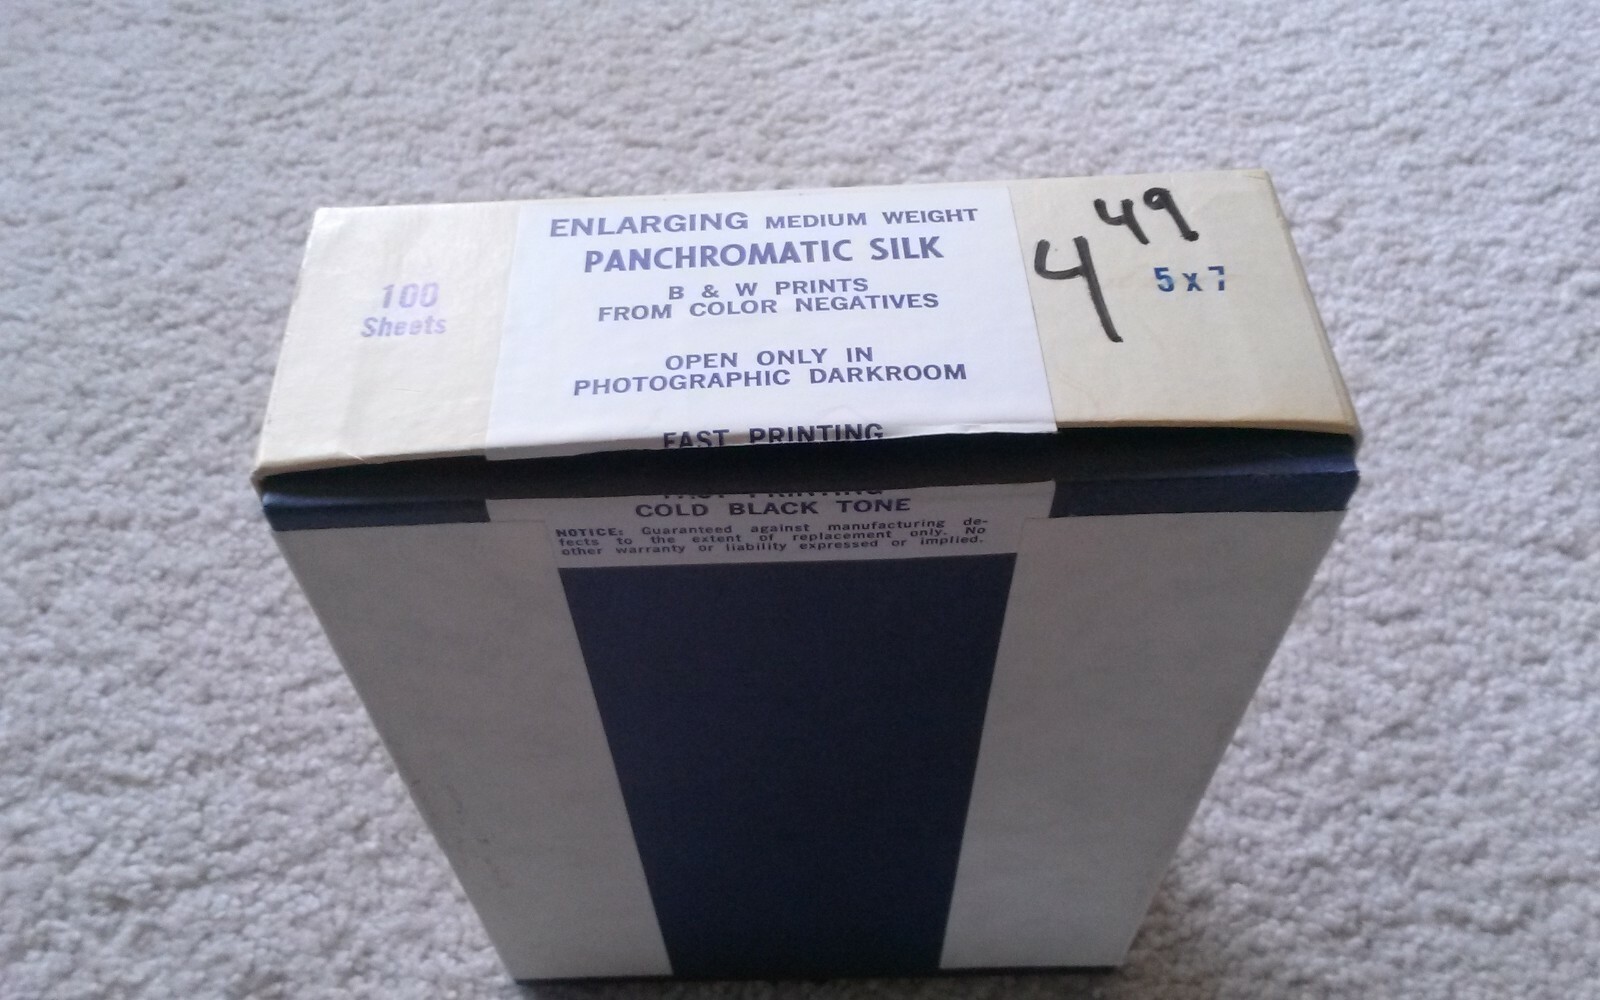 100
Sheets
ENLARGING MEDIUM WEIGHT
PANCHROMATIC SILK
B & W PRINTS
FROM COLOR NEGATIVES
OPEN ONLY IN
PHOTOGRAPHIC DARKROOM
FAST PRINTING
COLD BLACK TONE
NOTICE: Guaranteed against manufacturing de-
fects to the extent of replacement only. No
other warranty or liability expressed or implied.
4 49
5 x 7